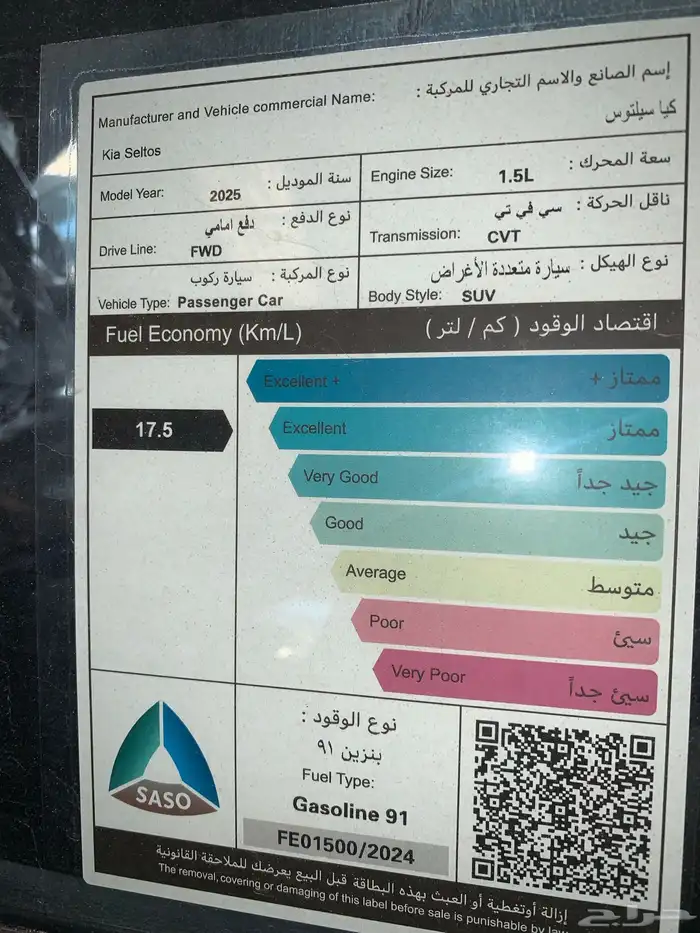 إسم الصانع والاسم التجاري للمركبة :
Manufacturer and Vehicle commercial Name:
كيا سيلتوس
Kia Seltos
سنة الموديل :
Model Year: 2025
سعة المحرك :
Engine Size: 1.5L
نوع الدفع : دفع امامي
Drive Line: FWD
ناقل الحركة : سي في تي
Transmission: CVT
نوع المركبة : سيارة ركوب
Vehicle Type: Passenger Car
نوع الهيكل : سيارة متعددة الأغراض
Body Style: SUV
Fuel Economy (Km/L) اقتصاد الوقود ( كم / لتر )
Excellent + ممتاز +
17.5
Excellent ممتاز
Very Good جيد جداً
Good جيد
Average متوسط
Poor سيئ
Very Poor سيئ جداً
SASO
نوع الوقود :
بنزين ٩١
Fuel Type:
Gasoline 91
FE01500/2024
إزالة أوتغطية أو العبث بهذه البطاقة قبل البيع يعرضك للملاحقة القانونية
The removal, covering or damaging of this label before sale is punishable by law
حراج